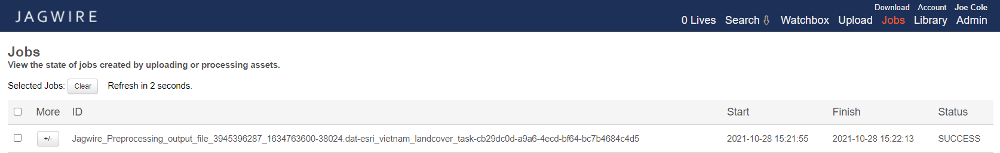 JAGWIRE
Download Account Joe Cole
0 Lives Search Watchbox Upload Jobs Library Admin
Jobs
View the state of jobs created by uploading or processing assets.
Selected Jobs: Clear Refresh in 2 seconds.
More ID Start Finish Status
+/- Jagwire_Preprocessing_output_file_3945396287_1634763600-38024.dat-esri_vietnam_landcover_task-cb29dc0d-a9a6-4ecd-bf64-bc7b4684c4d5 2021-10-28 15:21:55 2021-10-28 15:22:13 SUCCESS